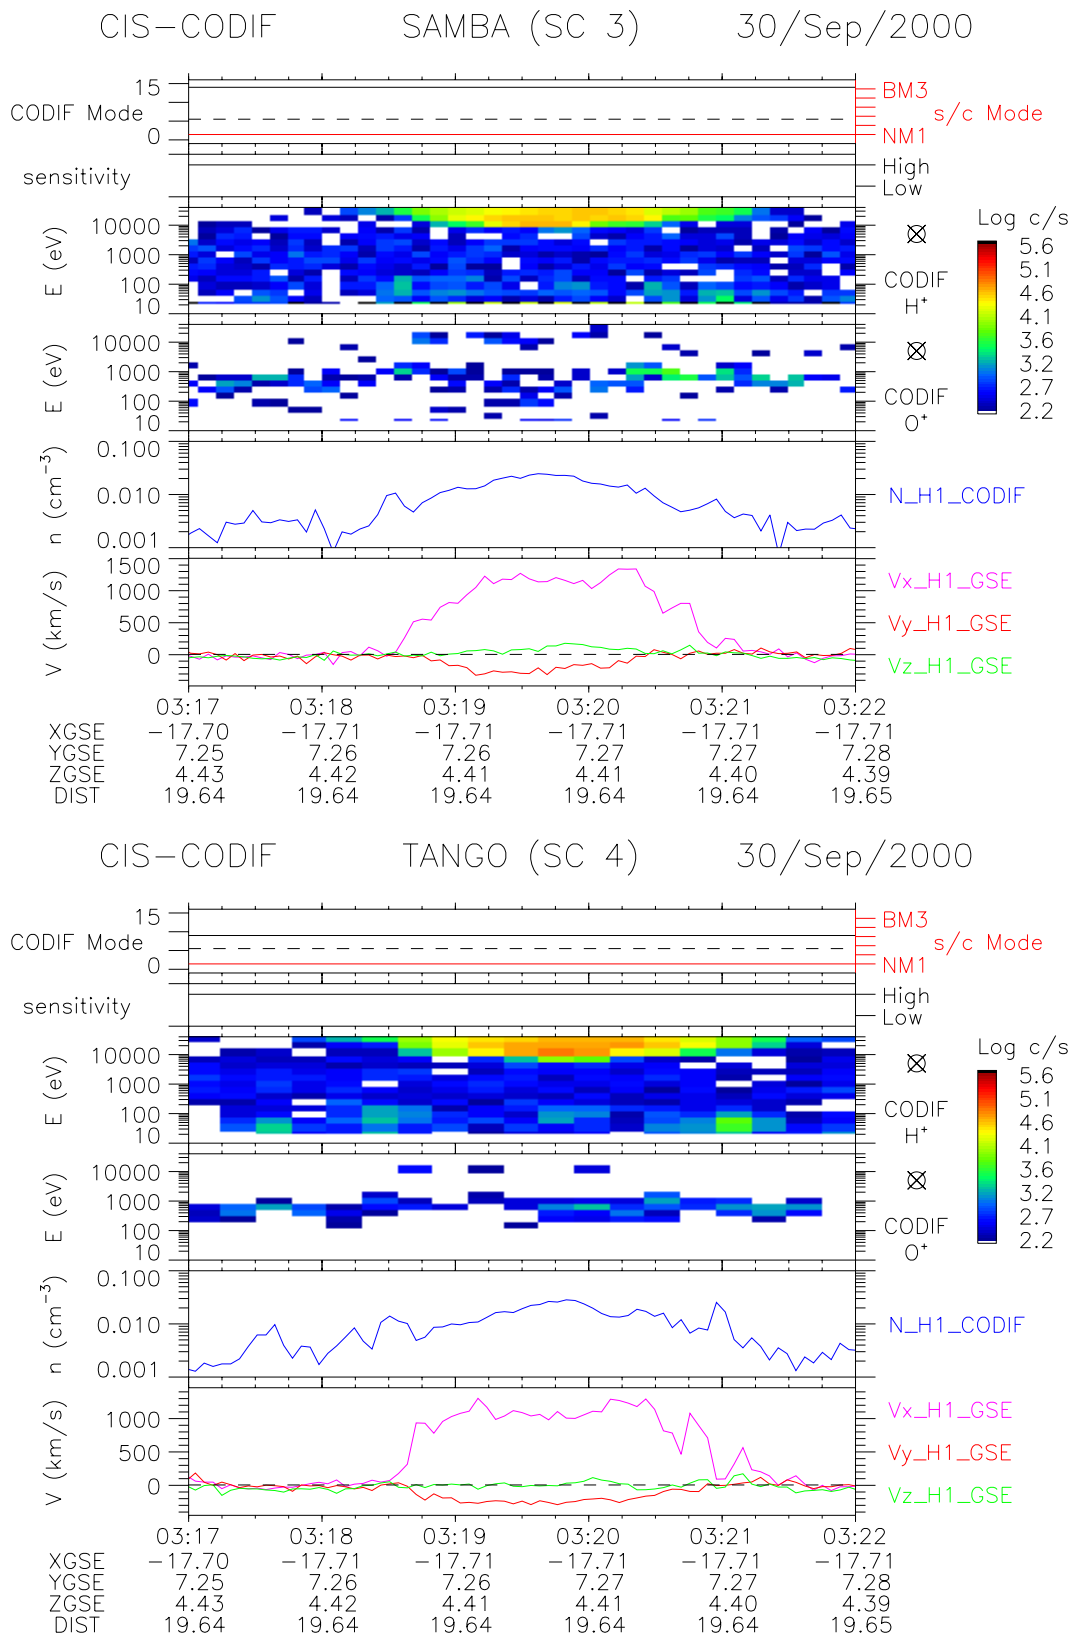 CIS-CODIF SAMBA (SC 3) 30/Sep/2000
15 BM3
CODIF Mode s/c Mode
0 NM1
sensitivity High
Low
E (eV) 10000 1000 100 10 CODIF H+
Log c/s
5.6
5.1
4.6
4.1
3.6
3.2
2.7
2.2
E (eV) 10000 1000 100 10 CODIF O+
n (cm-3) 0.100 0.010 0.001 N_H1_CODIF
V (km/s) 1500 1000 500 0
Vx_H1_GSE
Vy_H1_GSE
Vz_H1_GSE
03:17 03:18 03:19 03:20 03:21 03:22
XGSE -17.70 -17.71 -17.71 -17.71 -17.71 -17.71
YGSE 7.25 7.26 7.26 7.27 7.27 7.28
ZGSE 4.43 4.42 4.41 4.41 4.40 4.39
DIST 19.64 19.64 19.64 19.64 19.64 19.65
CIS-CODIF TANGO (SC 4) 30/Sep/2000
15 BM3
CODIF Mode s/c Mode
0 NM1
sensitivity High
Low
E (eV) 10000 1000 100 10 CODIF H+
Log c/s
5.6
5.1
4.6
4.1
3.6
3.2
2.7
2.2
E (eV) 10000 1000 100 10 CODIF O+
n (cm-3) 0.100 0.010 0.001 N_H1_CODIF
V (km/s) 1000 500 0
Vx_H1_GSE
Vy_H1_GSE
Vz_H1_GSE
03:17 03:18 03:19 03:20 03:21 03:22
XGSE -17.70 -17.71 -17.71 -17.71 -17.71 -17.71
YGSE 7.25 7.26 7.26 7.27 7.27 7.28
ZGSE 4.43 4.42 4.41 4.41 4.40 4.39
DIST 19.64 19.64 19.64 19.64 19.64 19.65